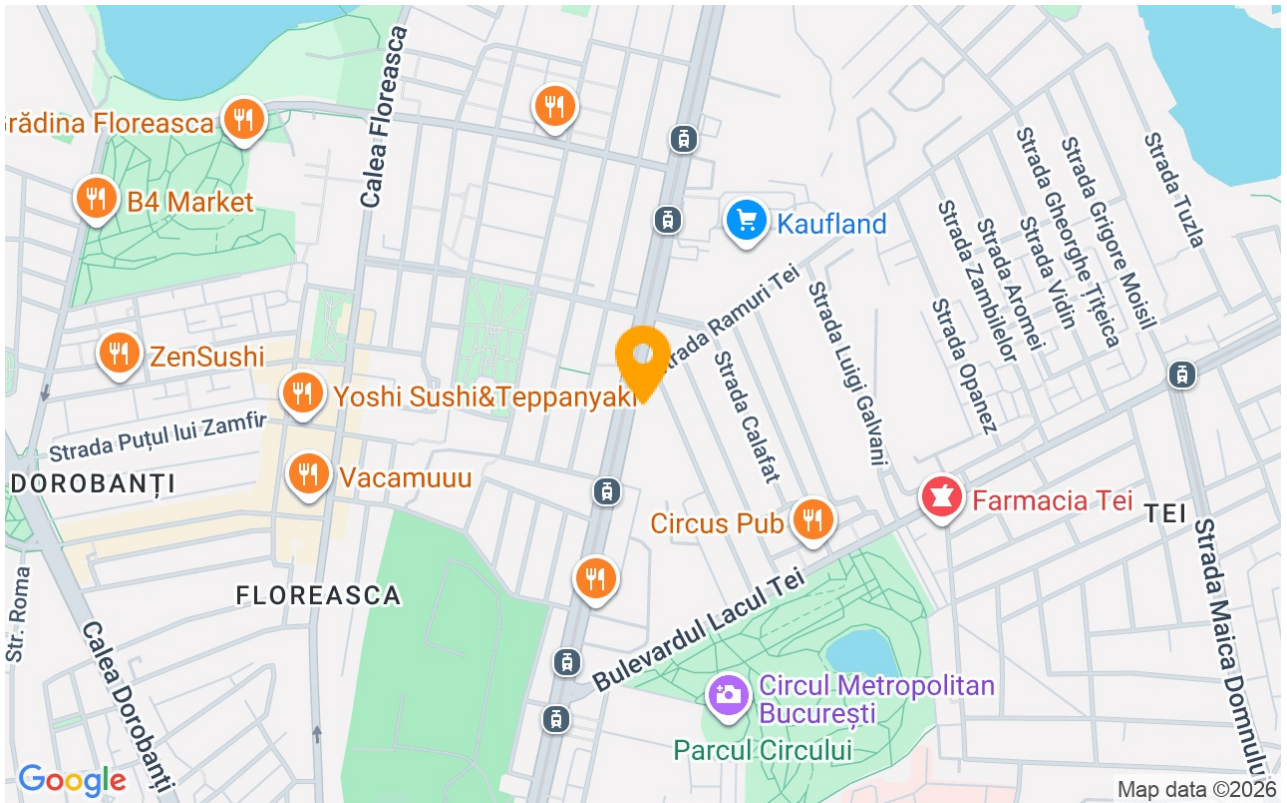 Calea Floreasca
Grădina Floreasca
B4 Market
Kaufland
Strada Tuzla
Strada Grigore Moisil
Strada Gheorghe Țițeica
Strada Vidin
Strada Aromei
Strada Zambilelor
Strada Ramuri Tei
Strada Luigi Galvani
Strada Opanez
ZenSushi
Yoshi Sushi&Teppanyaki
Strada Calafat
Strada Puțul lui Zamfir
DOROBANȚI
Vacamuuu
Circus Pub
Farmacia Tei
TEI
Strada Maica Domnului
FLOREASCA
Str. Roma
Calea Dorobanți
Bulevardul Lacul Tei
Circul Metropolitan
București
Parcul Circului
Google
Map data ©2026